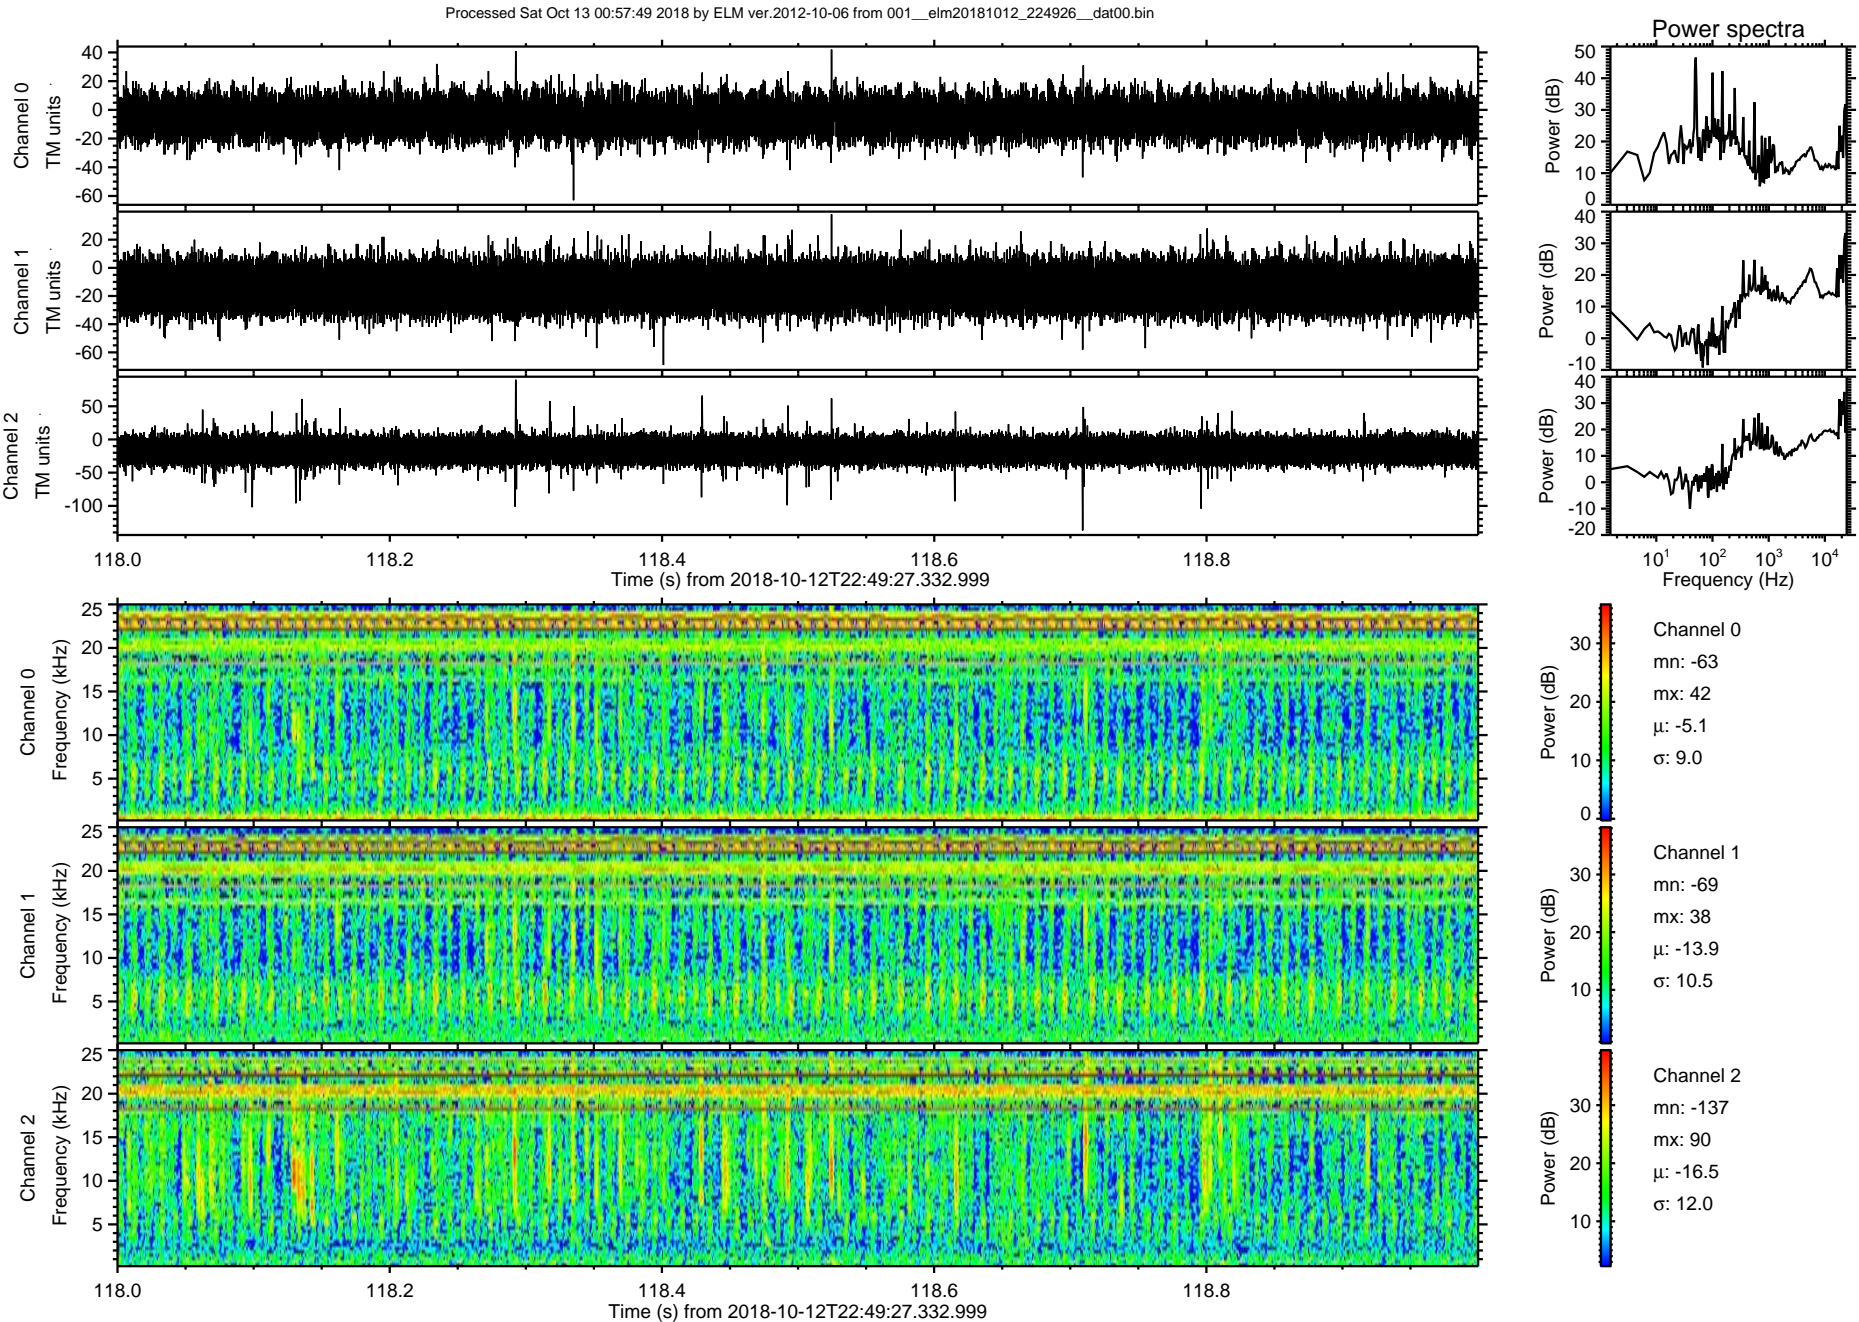 Processed Sat Oct 13 00:57:49 2018 by ELM ver.2012-10-06 from 001__elm20181012_224926__dat00.bin
Power spectra
Channel 0
TM units
40
20
0
-20
-40
-60
Power (dB)
50
40
30
20
10
0
Channel 1
TM units
20
0
-20
-40
-60
Power (dB)
40
30
20
10
0
-10
Channel 2
TM units
50
0
-50
-100
Power (dB)
40
30
20
10
0
-10
-20
118.0 118.2 118.4 118.6 118.8
Time (s) from 2018-10-12T22:49:27.332.999
10^1 10^2 10^3 10^4
Frequency (Hz)
Channel 0
Frequency (kHz)
25
20
15
10
5
Power (dB)
30
20
10
0
Channel 0
mn: -63
mx: 42
µ: -5.1
σ: 9.0
Channel 1
Frequency (kHz)
25
20
15
10
5
Power (dB)
30
20
10
Channel 1
mn: -69
mx: 38
µ: -13.9
σ: 10.5
Channel 2
Frequency (kHz)
25
20
15
10
5
Power (dB)
30
20
10
Channel 2
mn: -137
mx: 90
µ: -16.5
σ: 12.0
118.0 118.2 118.4 118.6 118.8
Time (s) from 2018-10-12T22:49:27.332.999